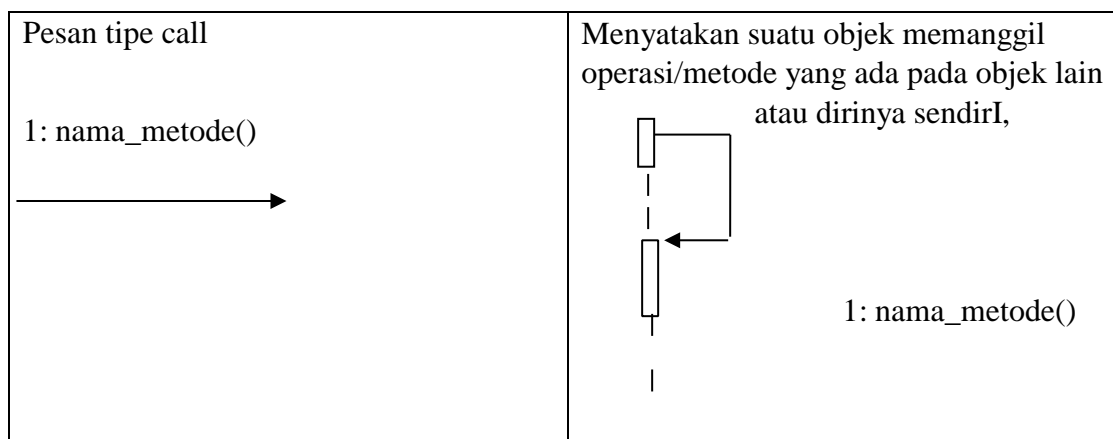 Pesan tipe call
1: nama_metode()
Menyatakan suatu objek memanggil
operasi/metode yang ada pada objek lain
atau dirinya sendirI,
1: nama_metode()